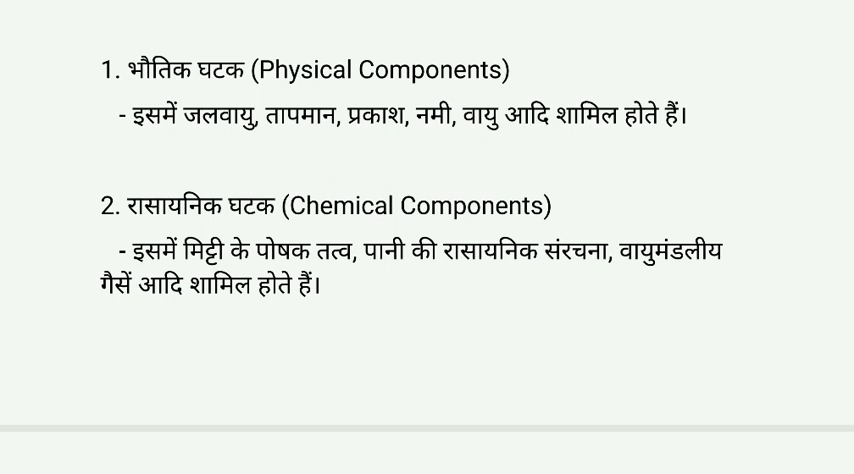 1. भौतिक घटक (Physical Components)
- इसमें जलवायु, तापमान, प्रकाश, नमी, वायु आदि शामिल होते हैं।
2. रासायनिक घटक (Chemical Components)
- इसमें मिट्टी के पोषक तत्व, पानी की रासायनिक संरचना, वायुमंडलीय
गैसें आदि शामिल होते हैं।